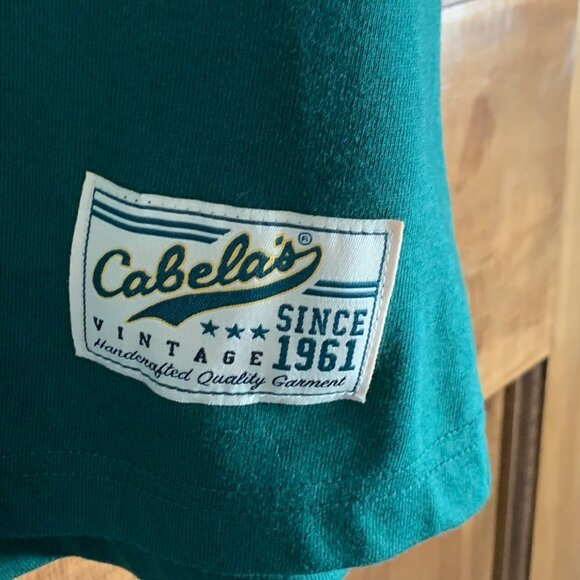 Cabela's®
VINTAGE ★★★ SINCE 1961
Handcrafted Quality Garment